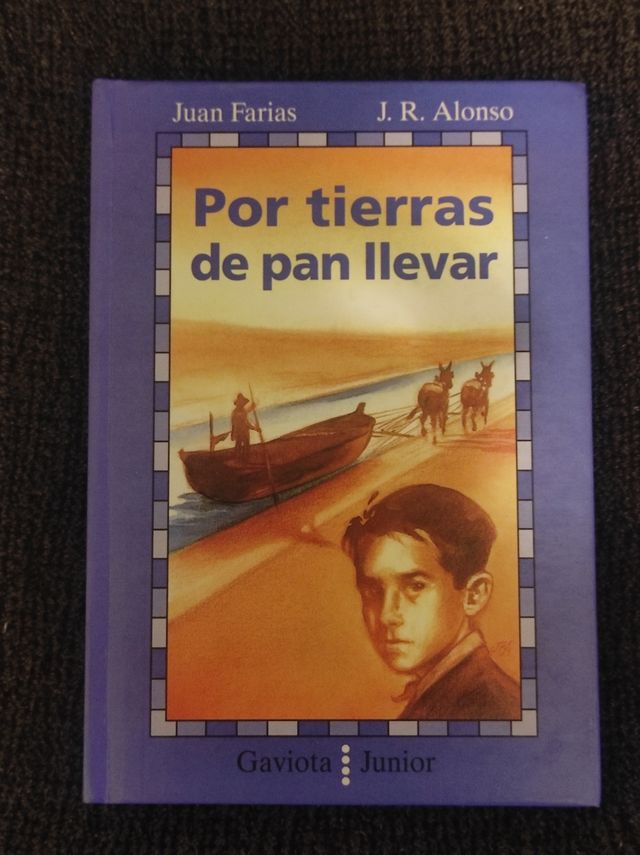 Juan Farias J. R. Alonso
Por tierras
de pan llevar
Gaviota Junior